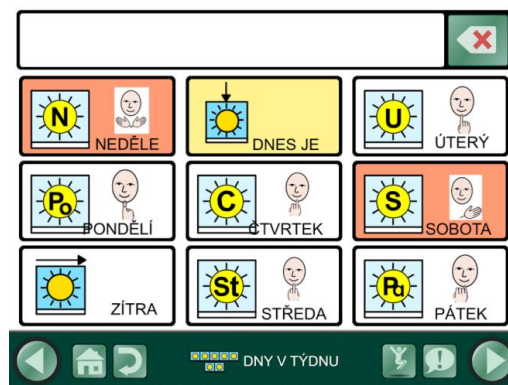 N
NEDĚLE
DNES JE
U
ÚTERÝ
Po
PONDĚLÍ
C
ČTVRTEK
S
SOBOTA
ZÍTRA
St
STŘEDA
Pá
PÁTEK
DNY V TÝDNU